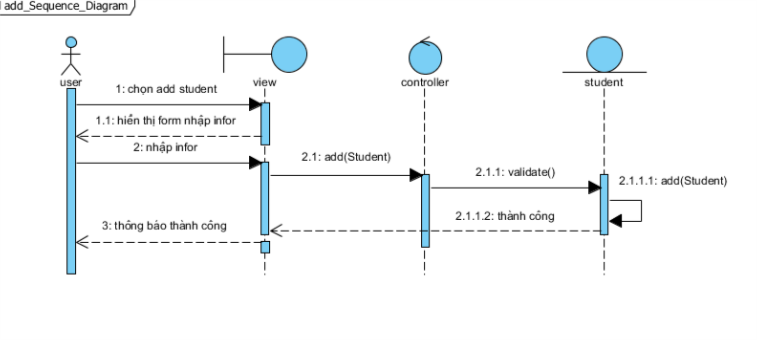 add_Sequence_Diagram
user
view
controller
student
1: chọn add student
1.1: hiển thị form nhập infor
2: nhập infor
2.1: add(Student)
2.1.1: validate()
2.1.1.1: add(Student)
2.1.1.2: thành công
3: thông báo thành công